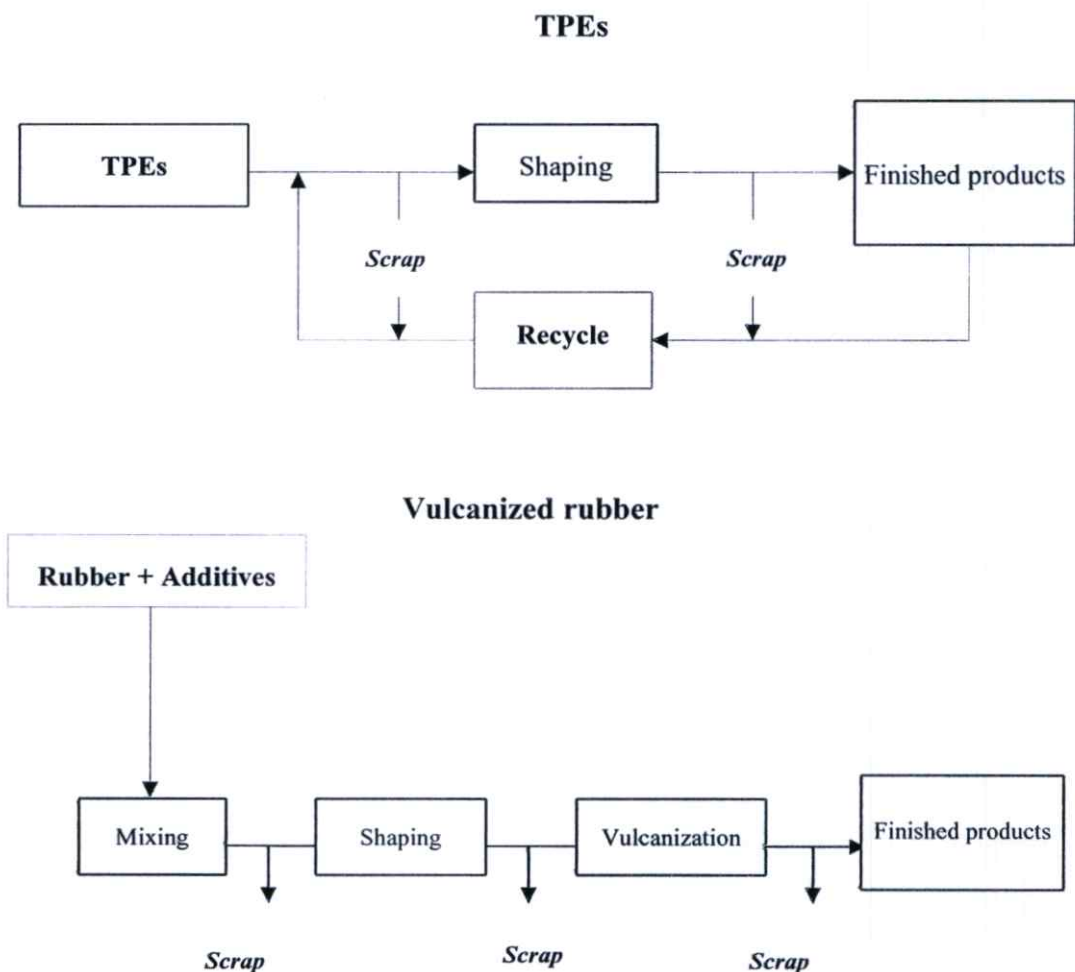 TPEs
TPEs
Shaping
Finished products
Scrap
Scrap
Recycle
Vulcanized rubber
Rubber + Additives
Mixing
Shaping
Vulcanization
Finished products
Scrap
Scrap
Scrap